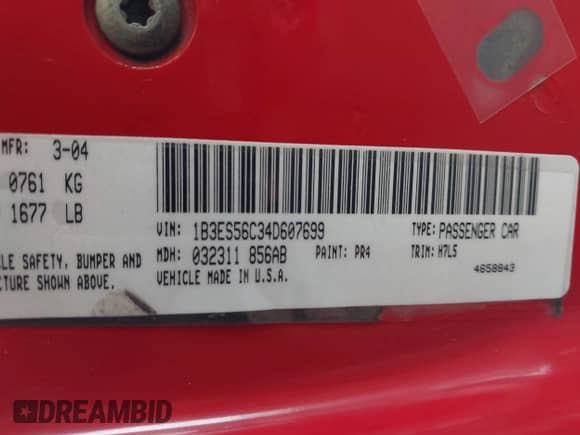 MFR: 3-04
0761 KG
1677 LB
VIN: 1B3ES56C34D607699 TYPE: PASSENGER CAR
MDH: 032311 856AB PAINT: PR4 TRIM: H7L5
VEHICLE MADE IN U.S.A. 4658843
LE SAFETY, BUMPER AND
CTURE SHOWN ABOVE.
DREAMBID